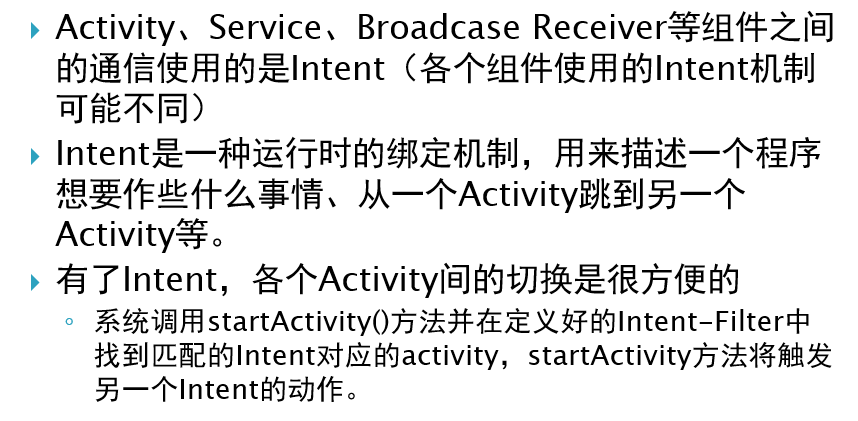 Activity、Service、Broadcase Receiver等组件之间
的通信使用的是Intent（各个组件使用的Intent机制
可能不同）
Intent是一种运行时的绑定机制，用来描述一个程序
想要作些什么事情、从一个Activity跳到另一个
Activity等。
有了Intent，各个Activity间的切换是很方便的
系统调用startActivity()方法并在定义好的Intent-Filter中
找到匹配的Intent对应的activity，startActivity方法将触发
另一个Intent的动作。